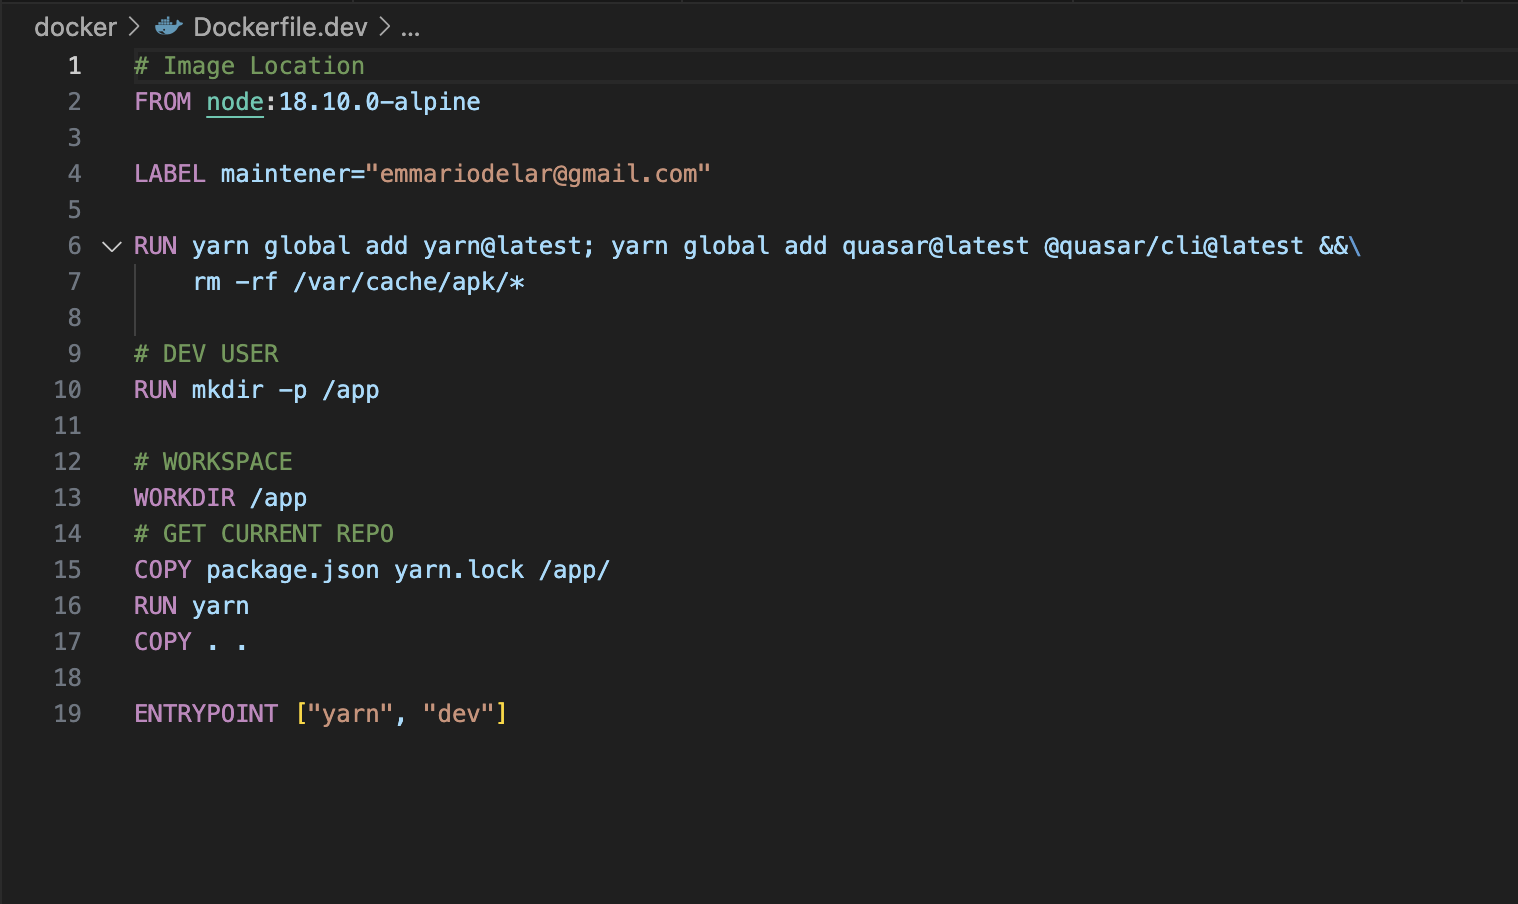 docker > Dockerfile.dev > ...
1 # Image Location
2 FROM node:18.10.0-alpine
3
4 LABEL maintener="emmariodelar@gmail.com"
5
6 RUN yarn global add yarn@latest; yarn global add quasar@latest @quasar/cli@latest &&\
7 rm -rf /var/cache/apk/*
8
9 # DEV USER
10 RUN mkdir -p /app
11
12 # WORKSPACE
13 WORKDIR /app
14 # GET CURRENT REPO
15 COPY package.json yarn.lock /app/
16 RUN yarn
17 COPY . .
18
19 ENTRYPOINT ["yarn", "dev"]